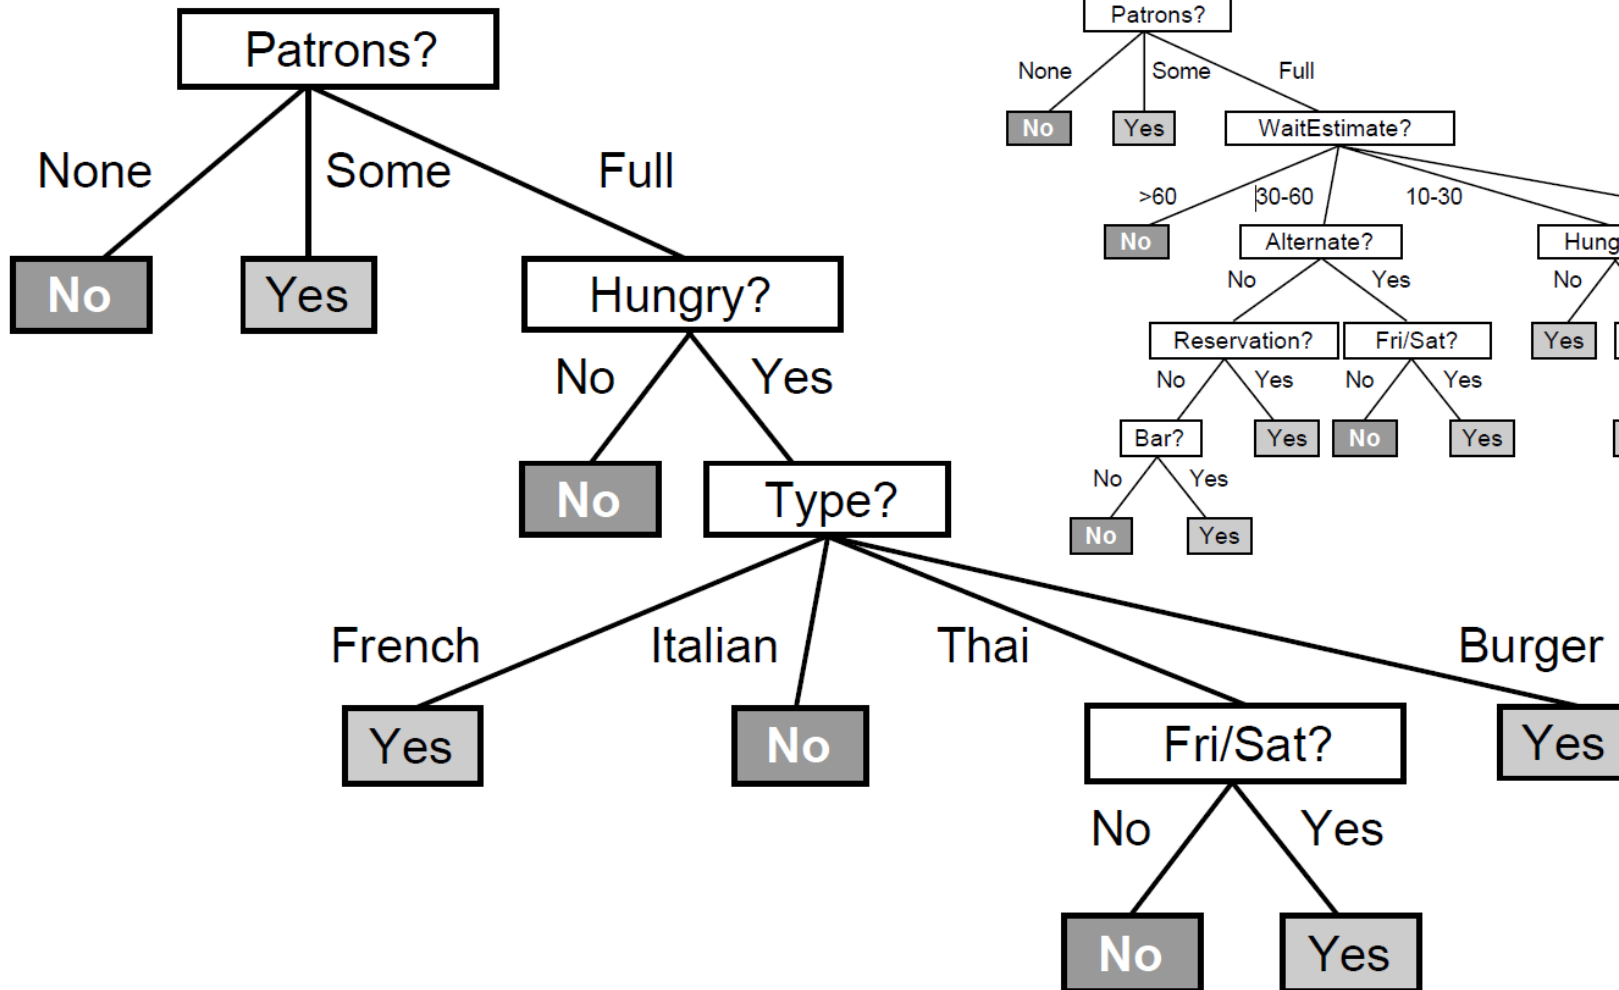 Patrons?
None Some Full
No Yes Hungry?
No Yes
No Type?
French Italian Thai Burger
Yes No Fri/Sat? Yes
No Yes
No Yes
Patrons?
None Some Full
No Yes WaitEstimate?
>60 30-60 10-30
No Alternate? Hung
No Yes No
Reservation? Fri/Sat? Yes
No Yes No Yes
Bar? Yes No Yes
No Yes
No Yes